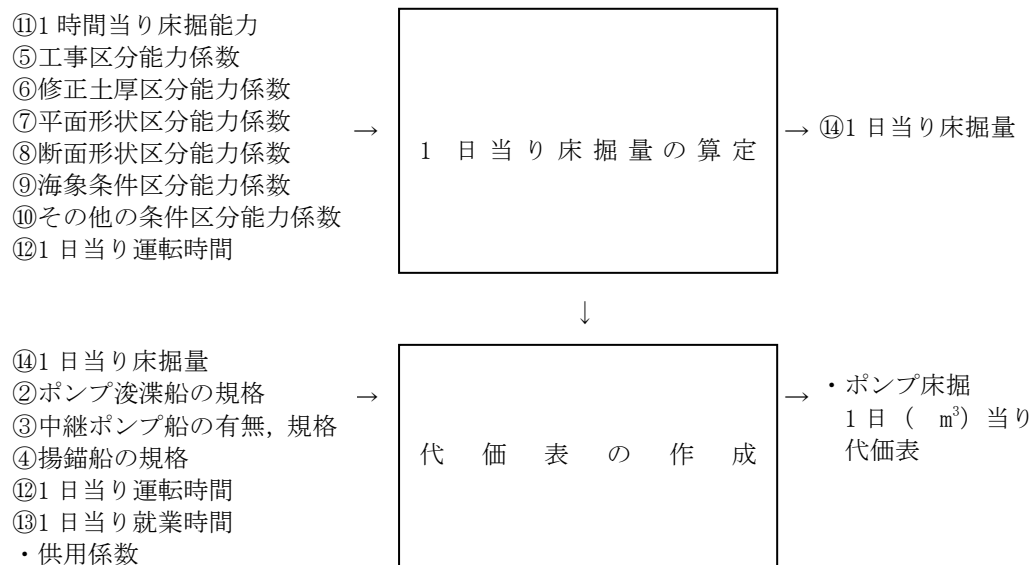 ⑪1 時間当り床掘能力
⑤工事区分能力係数
⑥修正土厚区分能力係数
⑦平面形状区分能力係数
⑧断面形状区分能力係数
⑨海象条件区分能力係数
⑩その他の条件区分能力係数
⑫1 日当り運転時間
→
1 日当り床掘量の算定
→ ⑭1 日当り床掘量
↓
⑭1 日当り床掘量
②ポンプ浚渫船の規格
③中継ポンプ船の有無, 規格
④揚錨船の規格
⑫1 日当り運転時間
⑬1 日当り就業時間
・供用係数
→
代価表の作成
→ ・ポンプ床掘
1 日 ( m³) 当り
代価表